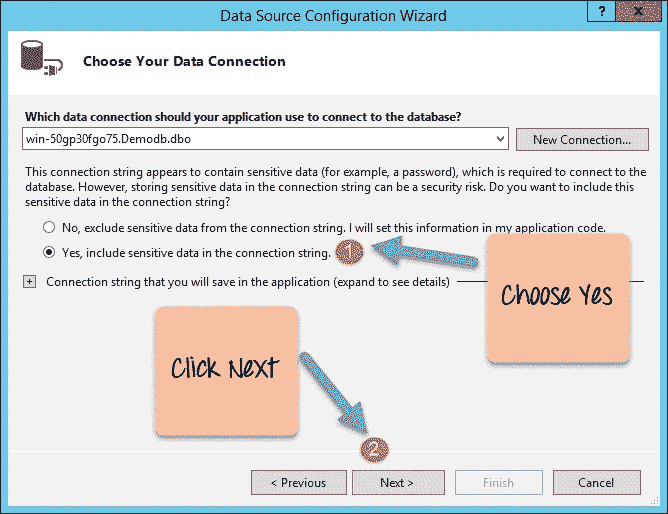 Data Source Configuration Wizard
? x
Choose Your Data Connection
Which data connection should your application use to connect to the database?
win-50gp30fgo75.Demodb.dbo
New Connection...
This connection string appears to contain sensitive data (for example, a password), which is required to connect to the
database. However, storing sensitive data in the connection string can be a security risk. Do you want to include this
sensitive data in the connection string?
No, exclude sensitive data from the connection string. I will set this information in my application code.
Yes, include sensitive data in the connection string.
1
+ Connection string that you will save in the application (expand to see details)
Choose Yes
Click Next
2
< Previous
Next >
Finish
Cancel